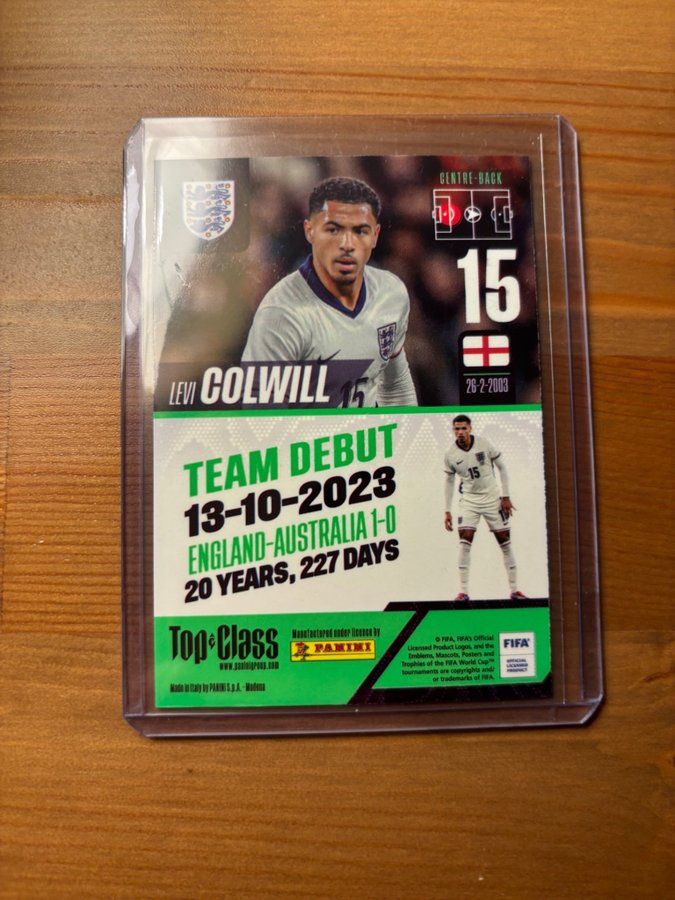 CENTRE-BACK
15
26-2-2003
LEVI COLWILL
15
TEAM DEBUT
13-10-2023
ENGLAND-AUSTRALIA 1-0
20 YEARS, 227 DAYS
15
Top Class
www.paninigroup.com
Manufactured under licence by
PANINI
Made in Italy by PANINI S.p.A. - Modena
© FIFA, FIFA's Official
Licensed Product Logos, and the
Emblems, Mascots, Posters and
Trophies of the FIFA World Cup™
tournaments are copyrights and/
or trademarks of FIFA.
FIFA®
OFFICIAL
LICENSED
PRODUCT